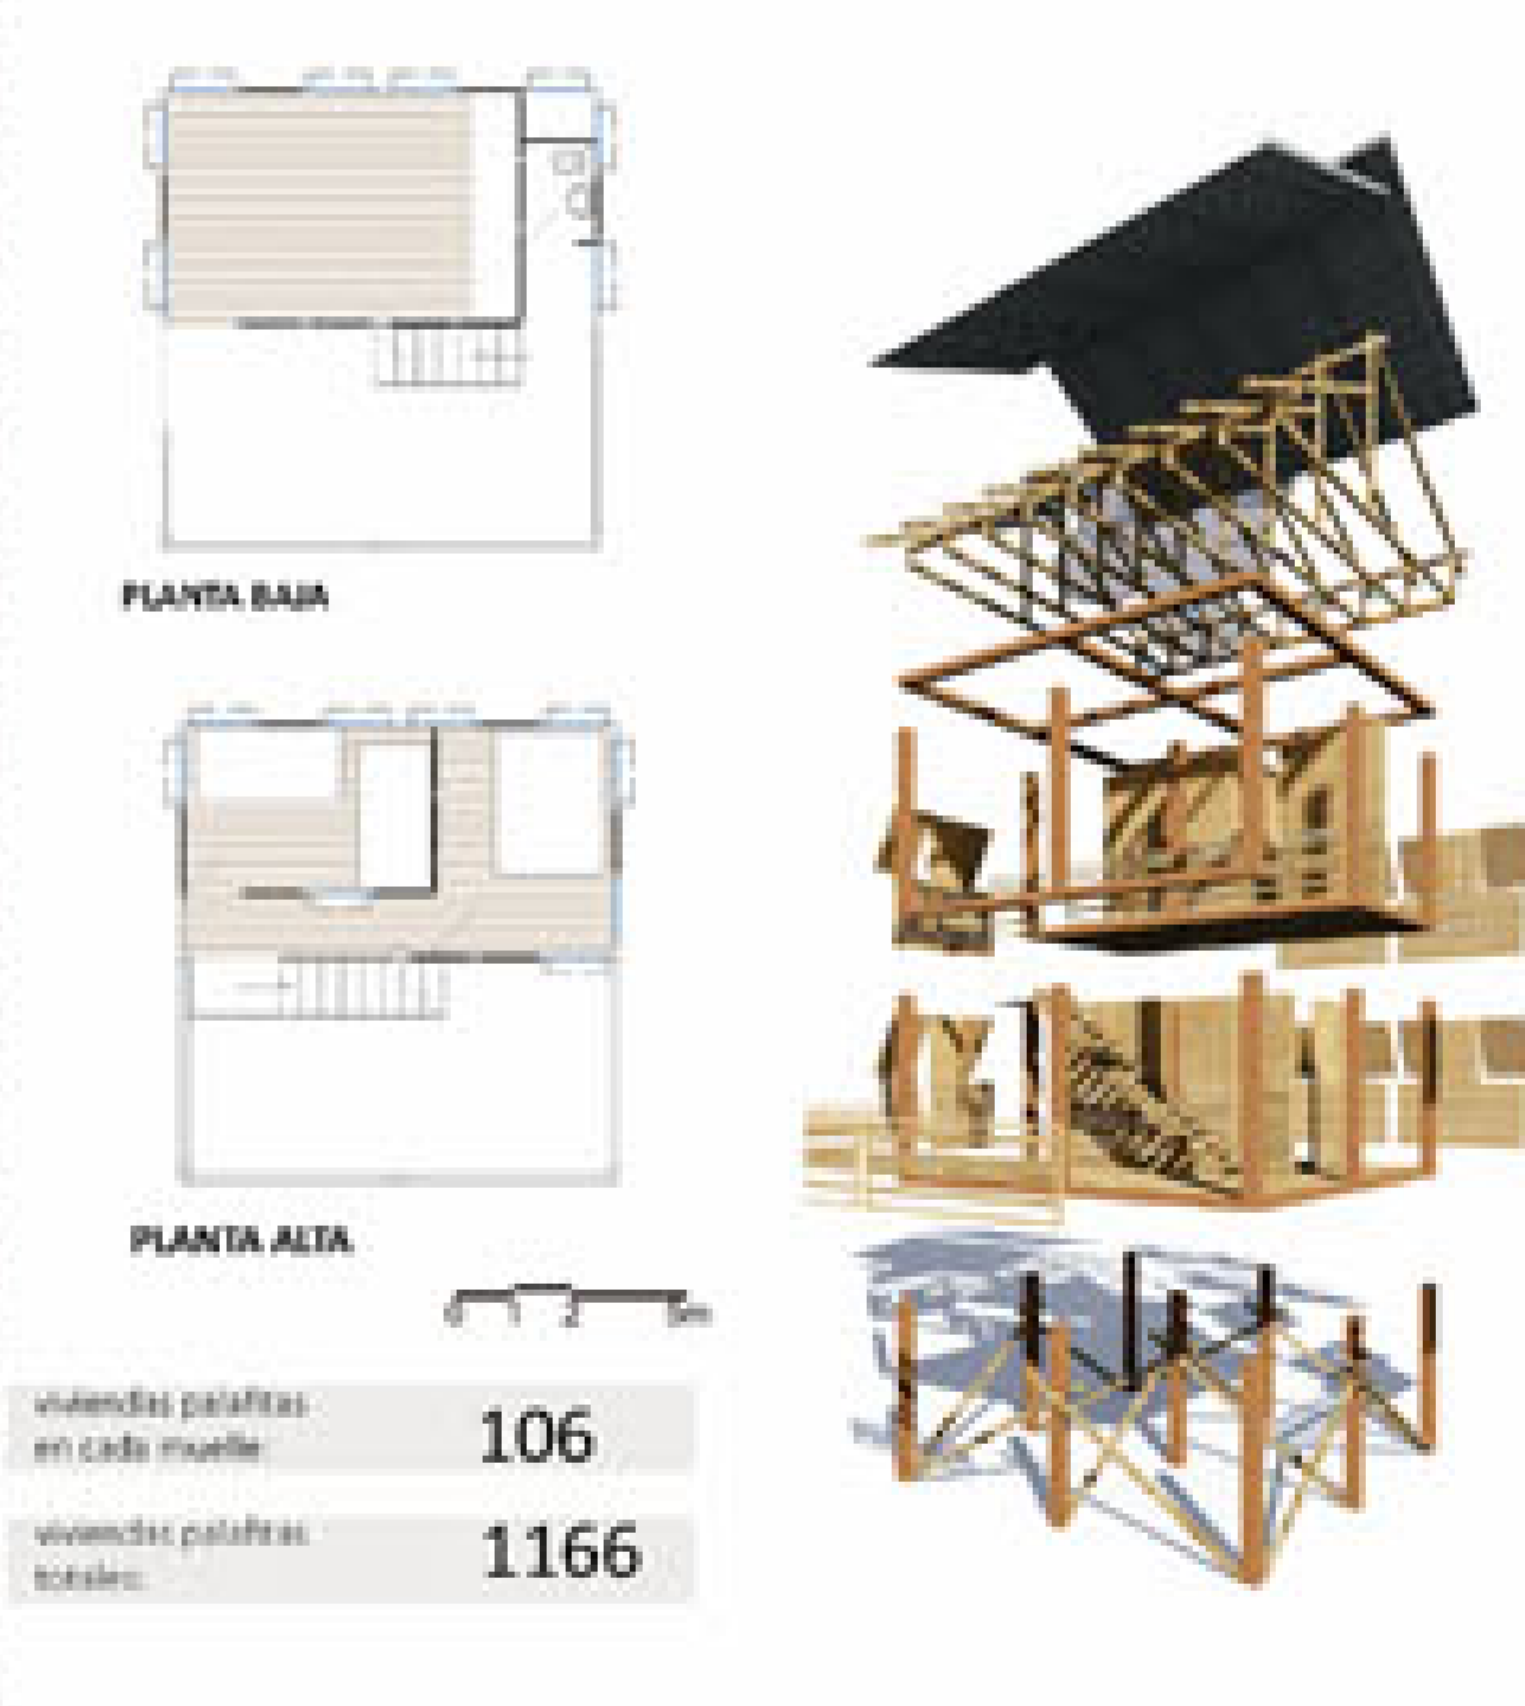 PLANTA BAJA
PLANTA ALTA
0 1 2 5m
viviendas palafitas
en cada muelle: 106
viviendas palafitas
totales: 1166